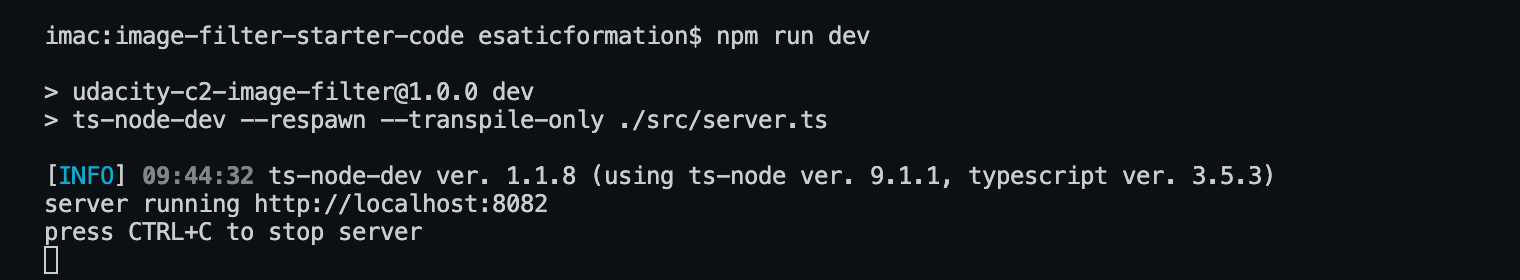 imac:image-filter-starter-code esaticformation$ npm run dev
> udacity-c2-image-filter@1.0.0 dev
> ts-node-dev --respawn --transpile-only ./src/server.ts
[INFO] 09:44:32 ts-node-dev ver. 1.1.8 (using ts-node ver. 9.1.1, typescript ver. 3.5.3)
server running http://localhost:8082
press CTRL+C to stop server